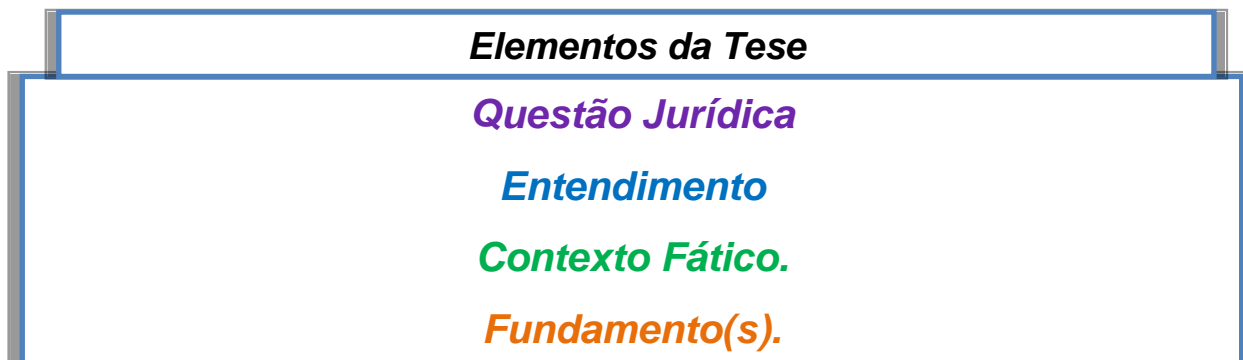 Elementos da Tese
Questão Jurídica
Entendimento
Contexto Fático.
Fundamento(s).